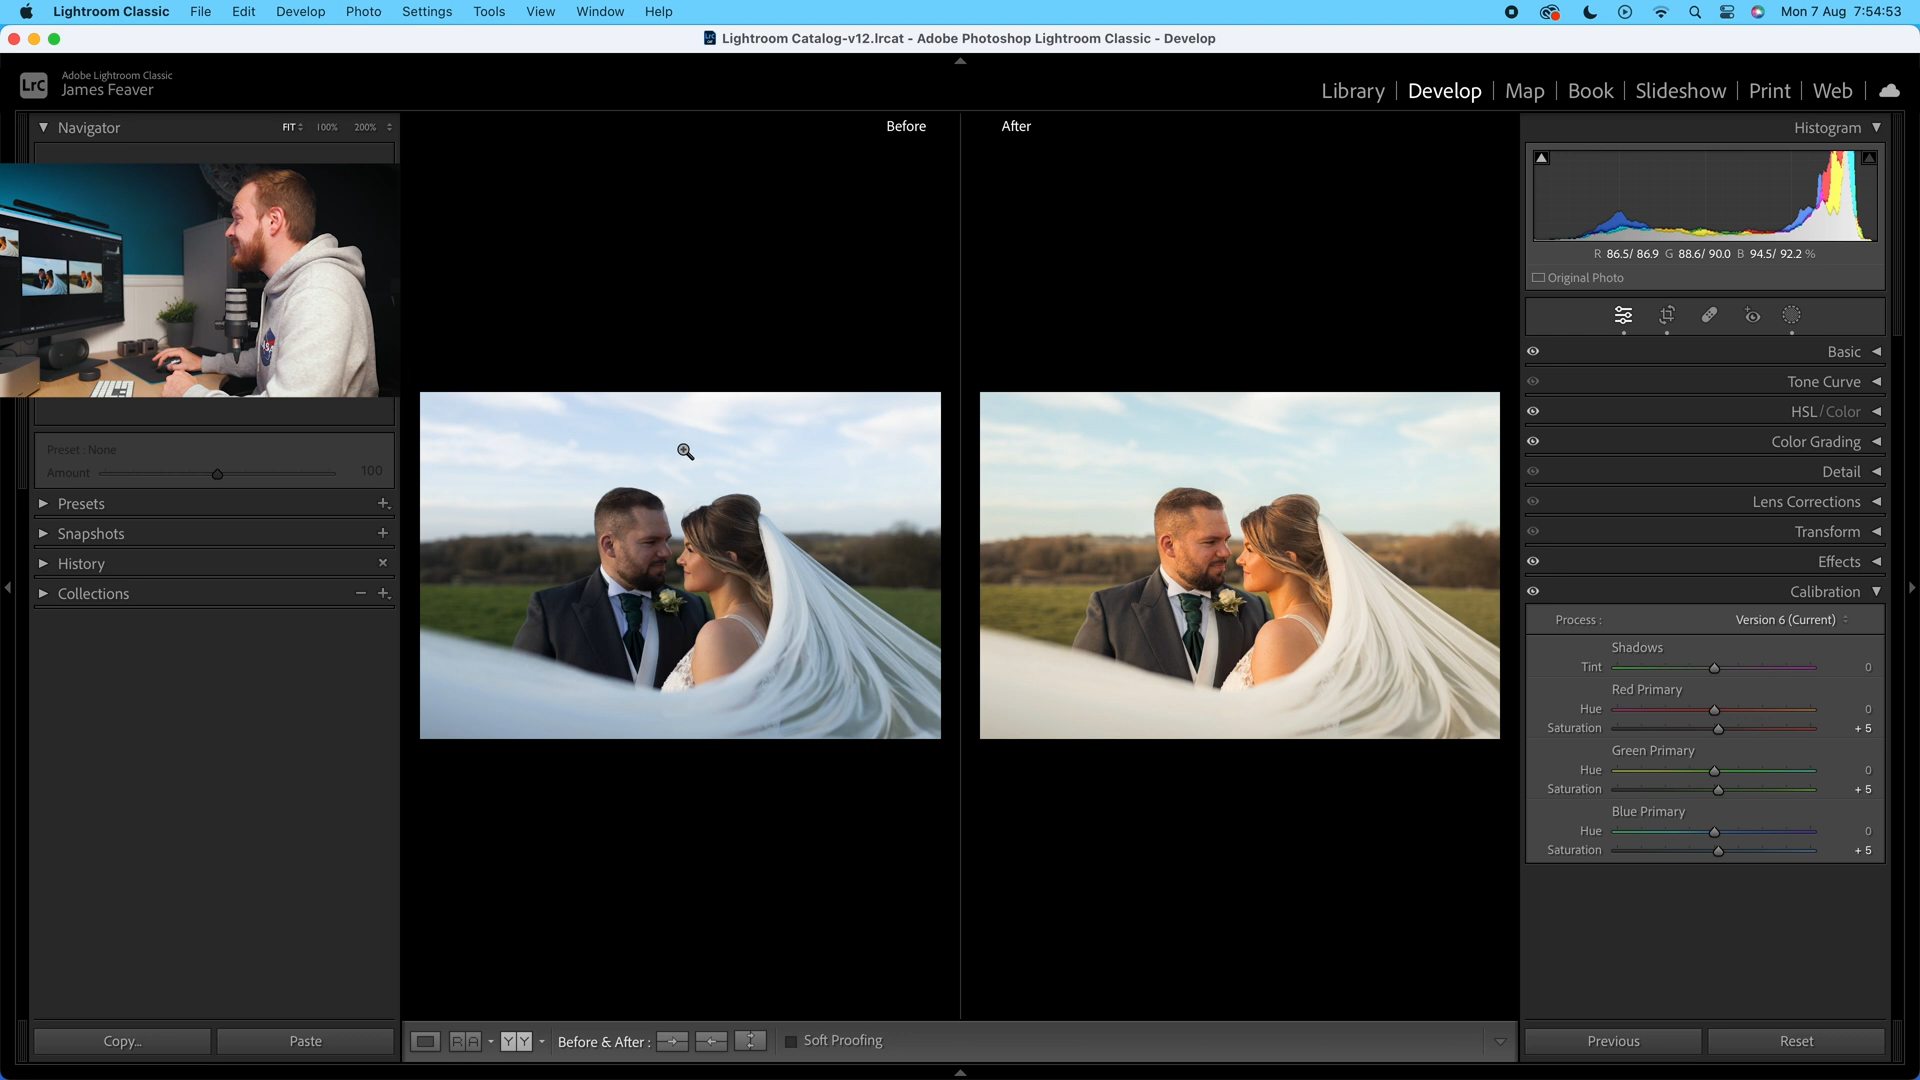 Lightroom Classic File Edit Develop Photo Settings Tools View Window Help Mon 7 Aug 7:54:53
Lightroom Catalog-v12.lrcat - Adobe Photoshop Lightroom Classic - Develop
LrC
Adobe Lightroom Classic
James Feaver
Library | Develop | Map | Book | Slideshow | Print | Web
Navigator FIT 100% 200%
Before After
Histogram
R 86.5/ 86.9 G 88.6/ 90.0 B 94.5/ 92.2 %
Original Photo
Basic
Tone Curve
HSL / Color
Color Grading
Detail
Lens Corrections
Transform
Effects
Calibration
Process : Version 6 (Current)
Shadows
Tint 0
Red Primary
Hue 0
Saturation + 5
Green Primary
Hue 0
Saturation + 5
Blue Primary
Hue 0
Saturation + 5
Preset : None
Amount 100
Presets
Snapshots
History
Collections
Copy... Paste
R A Y Y Before & After : Soft Proofing
Previous Reset